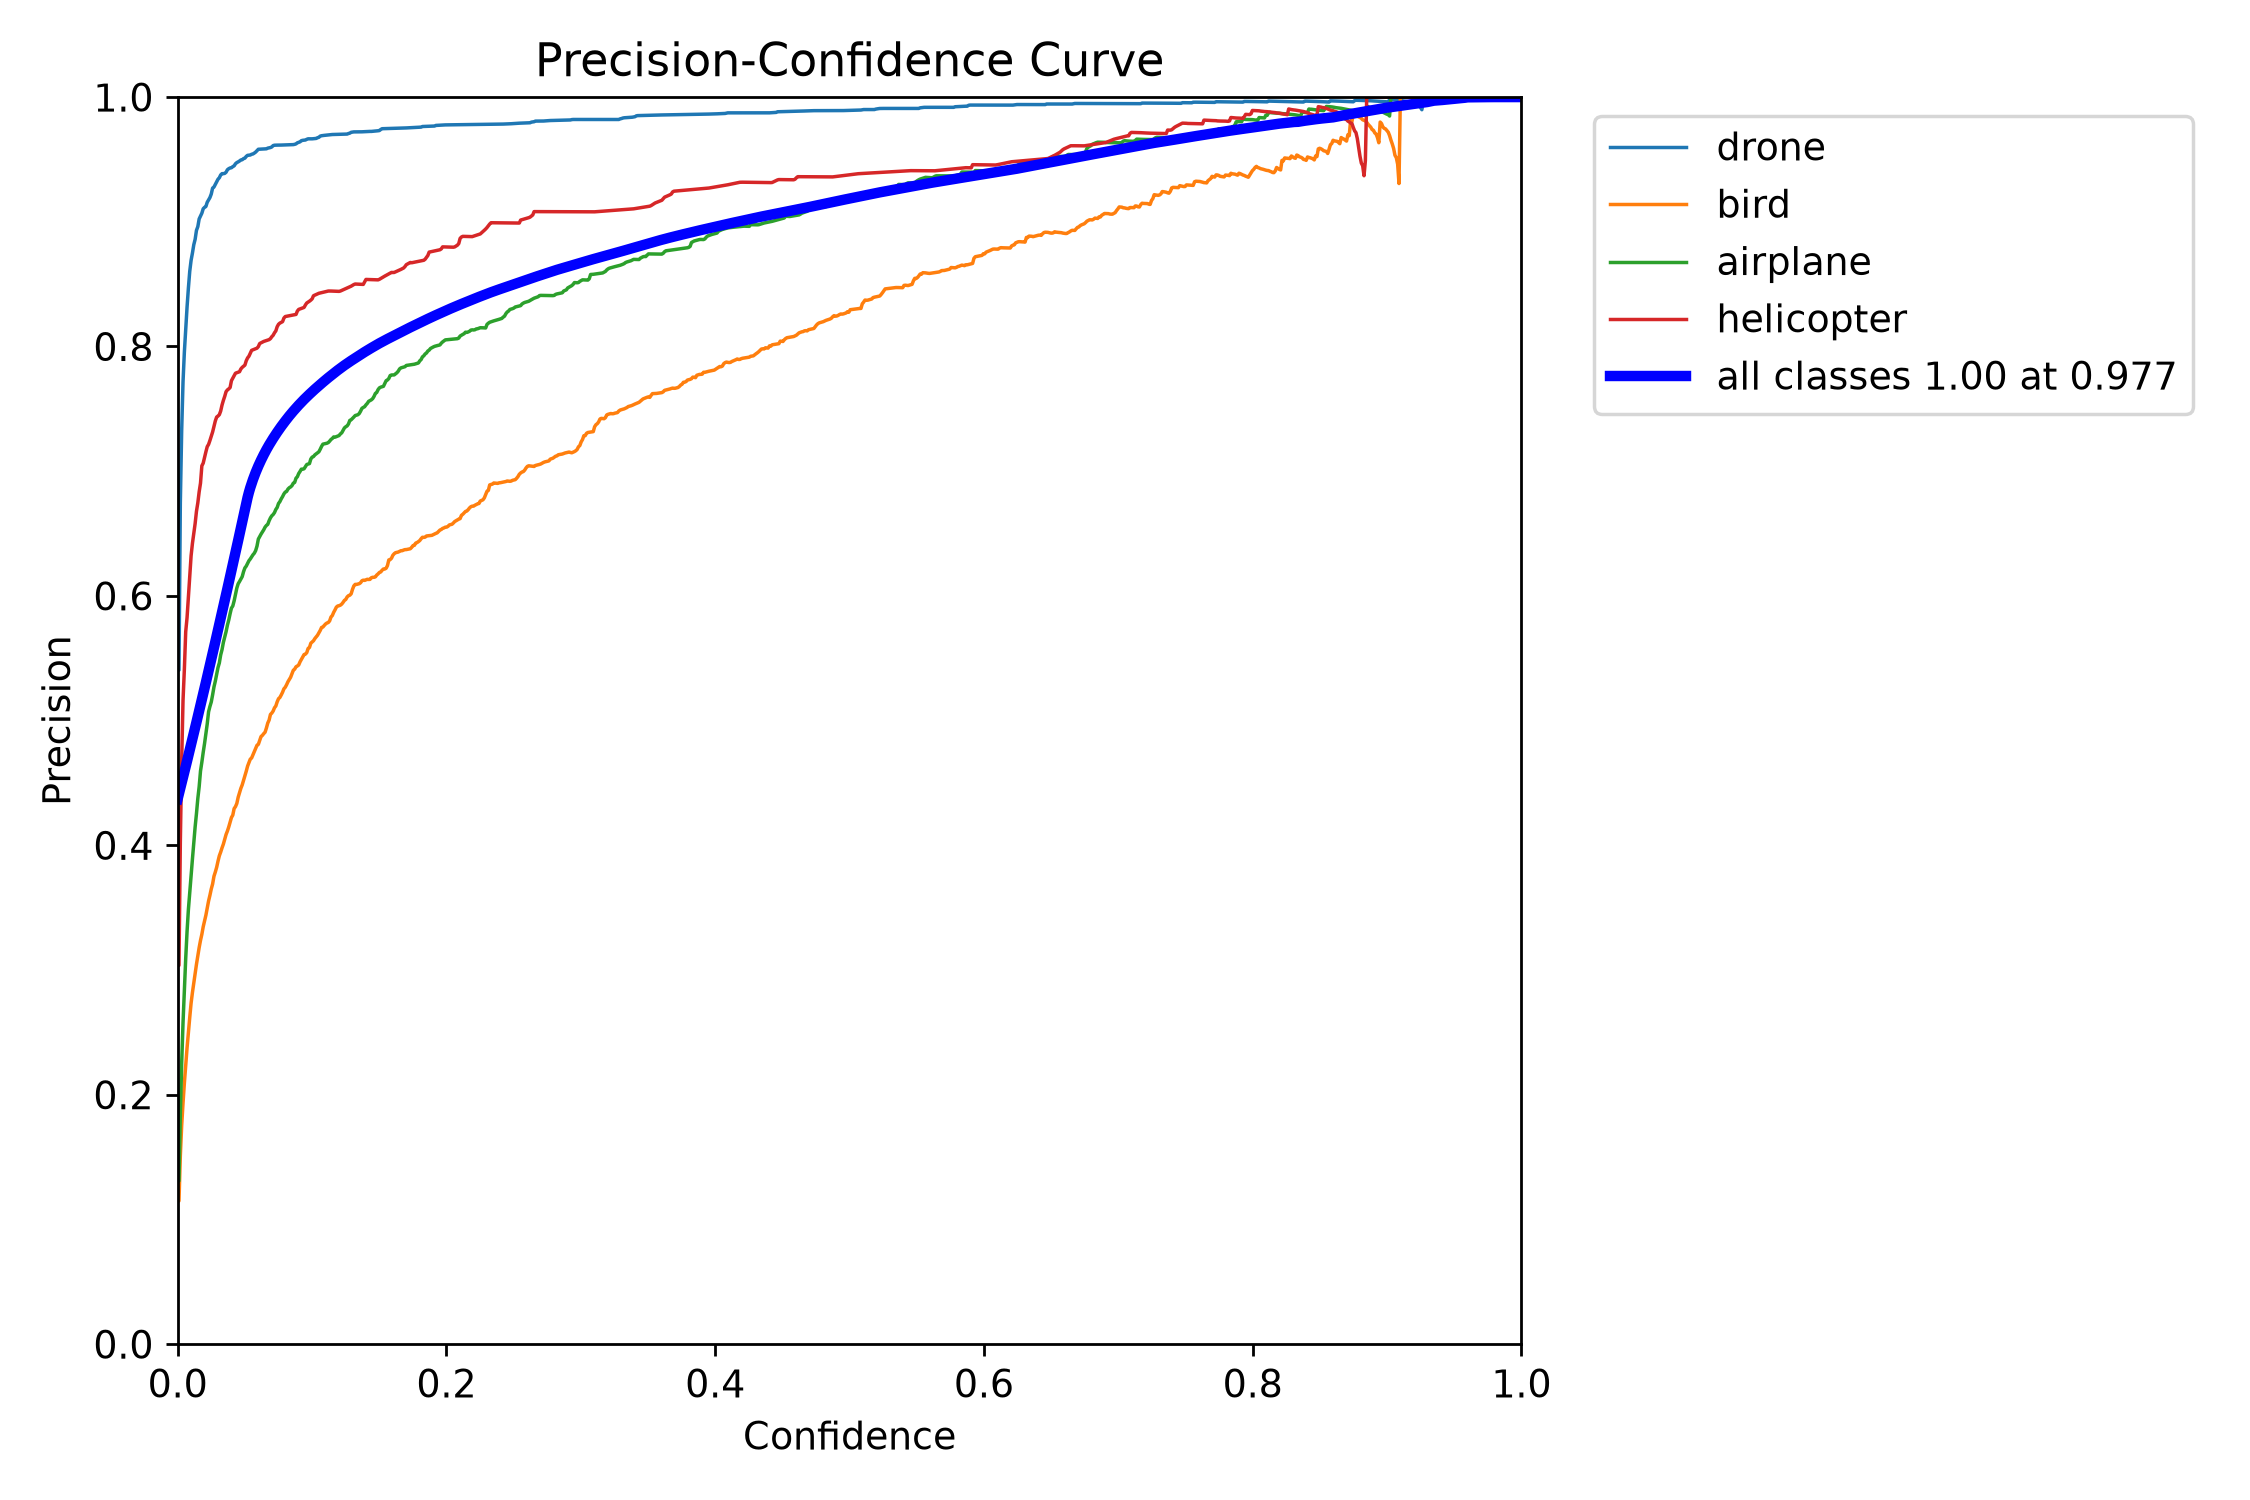 Precision-Confidence Curve
1.0
0.8
0.6
0.4
0.2
0.0
Precision
0.0 0.2 0.4 0.6 0.8 1.0
Confidence
drone
bird
airplane
helicopter
all classes 1.00 at 0.977